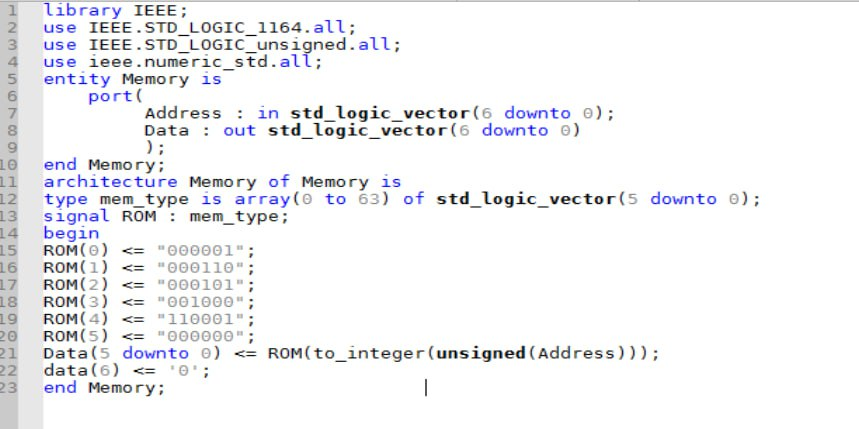 1 library IEEE;
2 use IEEE.STD_LOGIC_1164.all;
3 use IEEE.STD_LOGIC_unsigned.all;
4 use ieee.numeric_std.all;
5 entity Memory is
6 port(
7 Address : in std_logic_vector(6 downto 0);
8 Data : out std_logic_vector(6 downto 0)
9 );
10 end Memory;
11 architecture Memory of Memory is
12 type mem_type is array(0 to 63) of std_logic_vector(5 downto 0);
13 signal ROM : mem_type;
14 begin
15 ROM(0) <= "000001";
16 ROM(1) <= "000110";
17 ROM(2) <= "000101";
18 ROM(3) <= "001000";
19 ROM(4) <= "110001";
20 ROM(5) <= "000000";
21 Data(5 downto 0) <= ROM(to_integer(unsigned(Address)));
22 data(6) <= '0';
23 end Memory;